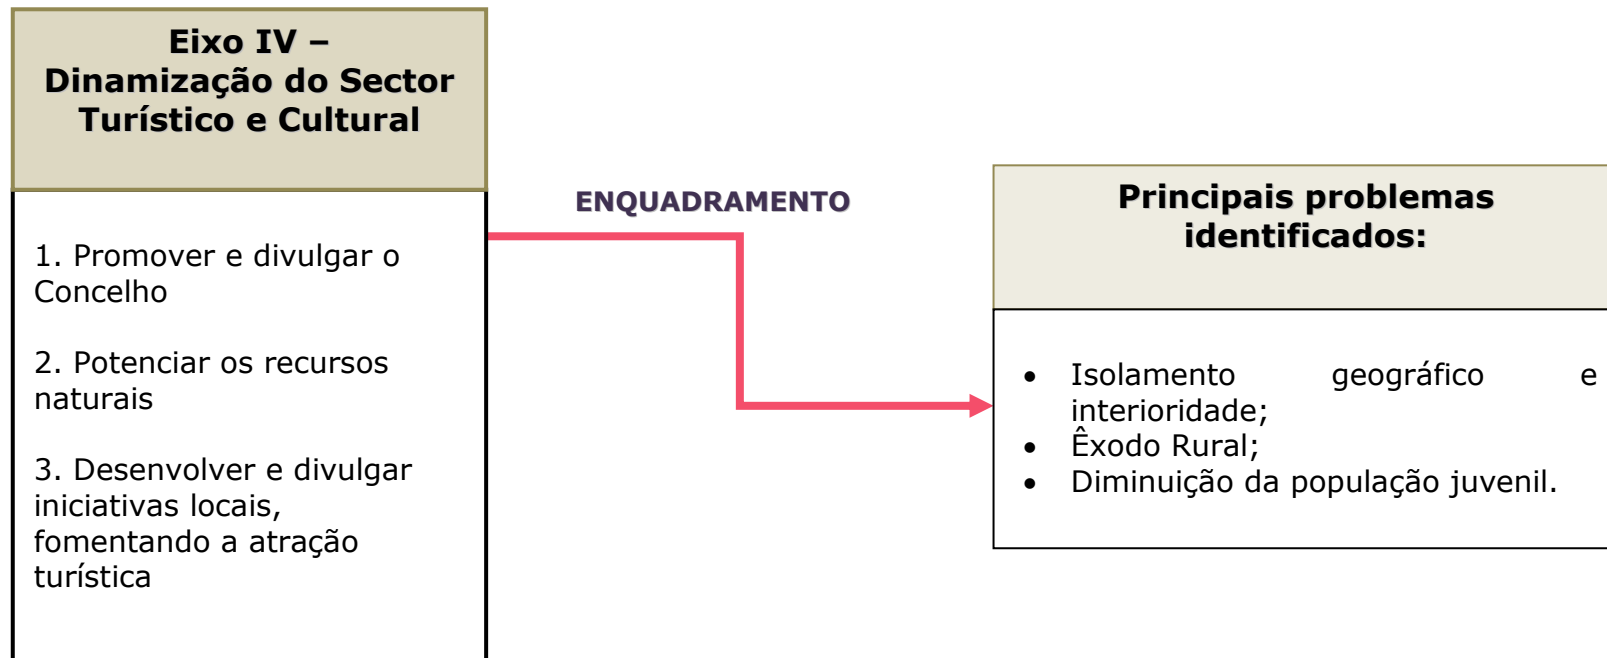 Eixo IV –
Dinamização do Sector
Turístico e Cultural
1. Promover e divulgar o
Concelho
2. Potenciar os recursos
naturais
3. Desenvolver e divulgar
iniciativas locais,
fomentando a atração
turística
ENQUADRAMENTO
Principais problemas
identificados:
• Isolamento geográfico e
interioridade;
• Êxodo Rural;
• Diminuição da população juvenil.